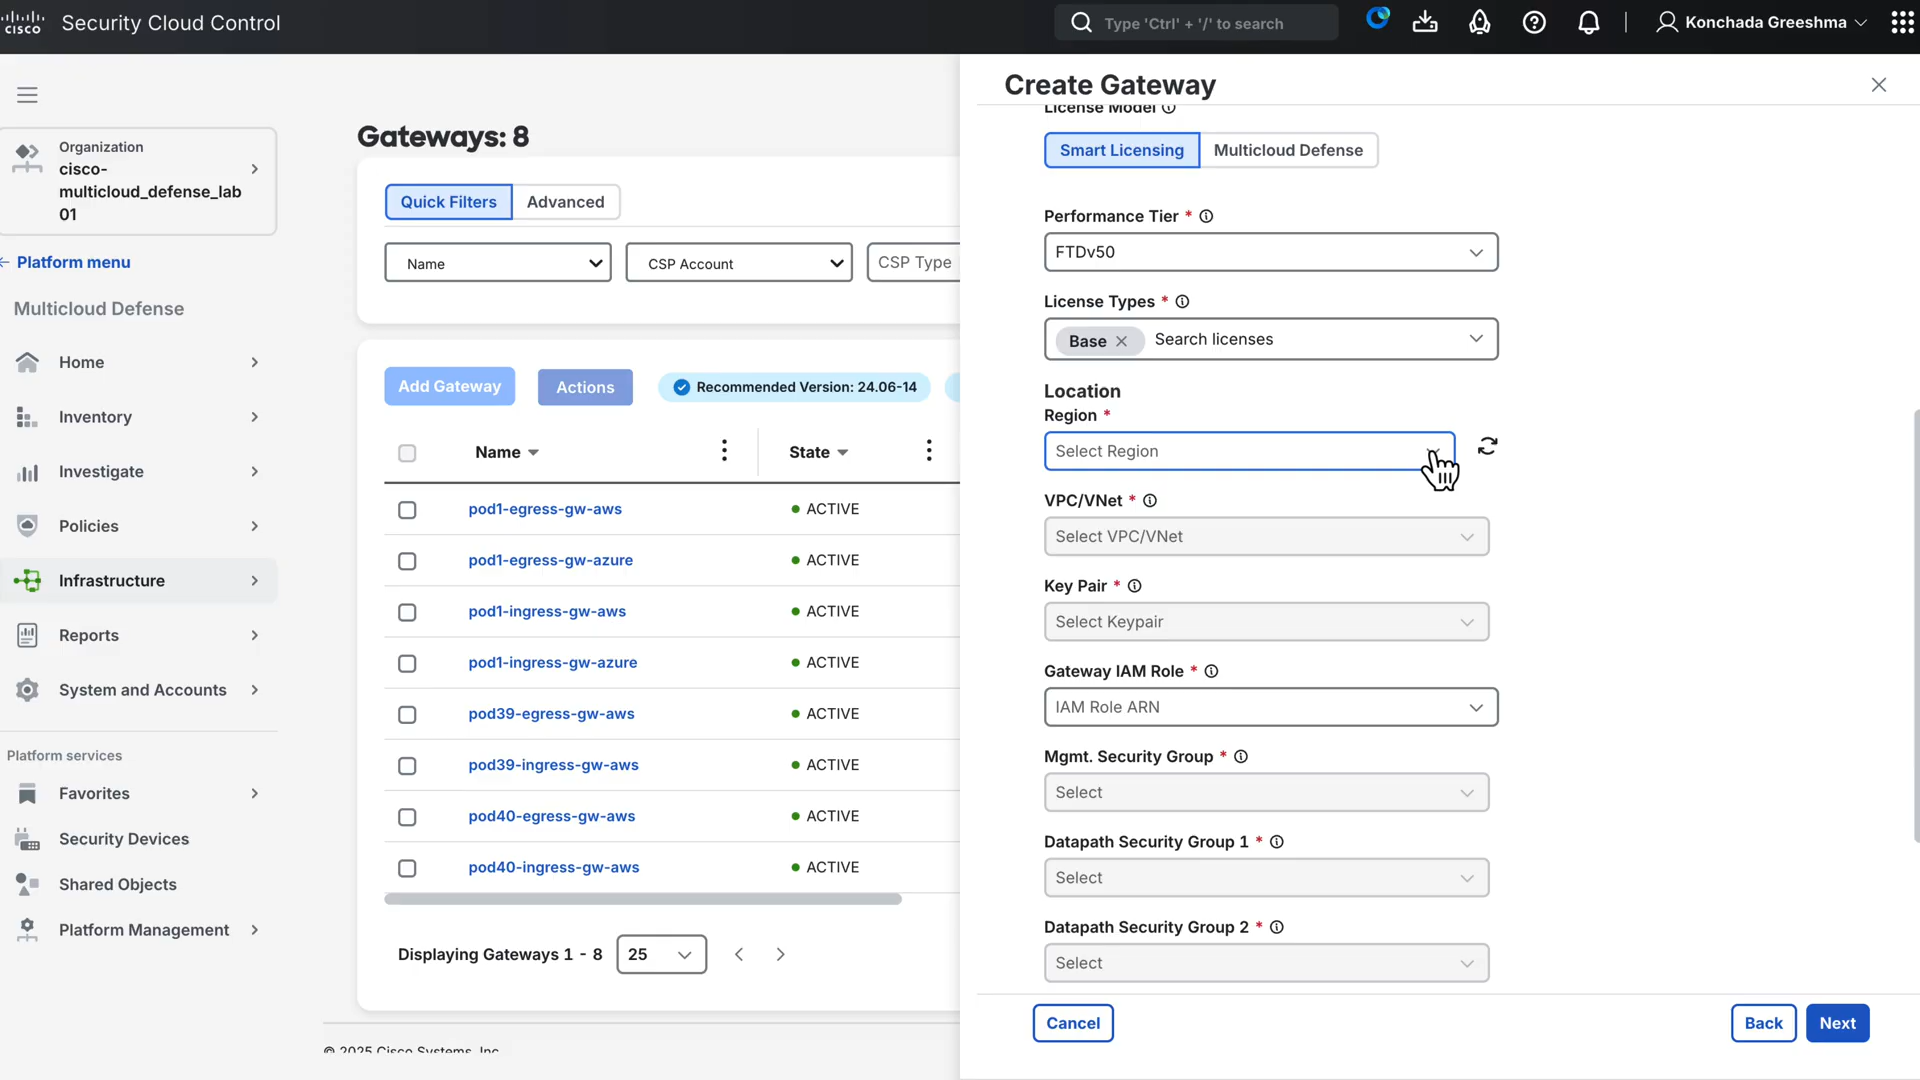 cisco
Security Cloud Control
Type 'Ctrl' + '/' to search
Konchada Greeshma
Organization
cisco-
multicloud_defense_lab
01
Platform menu
Multicloud Defense
Home
Inventory
Investigate
Policies
Infrastructure
Reports
System and Accounts
Platform services
Favorites
Security Devices
Shared Objects
Platform Management
Gateways: 8
Quick Filters
Advanced
Name
CSP Account
CSP Type
Add Gateway
Actions
Recommended Version: 24.06-14
Name
State
pod1-egress-gw-aws
ACTIVE
pod1-egress-gw-azure
ACTIVE
pod1-ingress-gw-aws
ACTIVE
pod1-ingress-gw-azure
ACTIVE
pod39-egress-gw-aws
ACTIVE
pod39-ingress-gw-aws
ACTIVE
pod40-egress-gw-aws
ACTIVE
pod40-ingress-gw-aws
ACTIVE
Displaying Gateways 1 - 8
25
© 2025 Cisco Systems, Inc.
Create Gateway
License Model
Smart Licensing
Multicloud Defense
Performance Tier *
FTDv50
License Types *
Base
Search licenses
Location
Region *
Select Region
VPC/VNet *
Select VPC/VNet
Key Pair *
Select Keypair
Gateway IAM Role *
IAM Role ARN
Mgmt. Security Group *
Select
Datapath Security Group 1 *
Select
Datapath Security Group 2 *
Select
Cancel
Back
Next